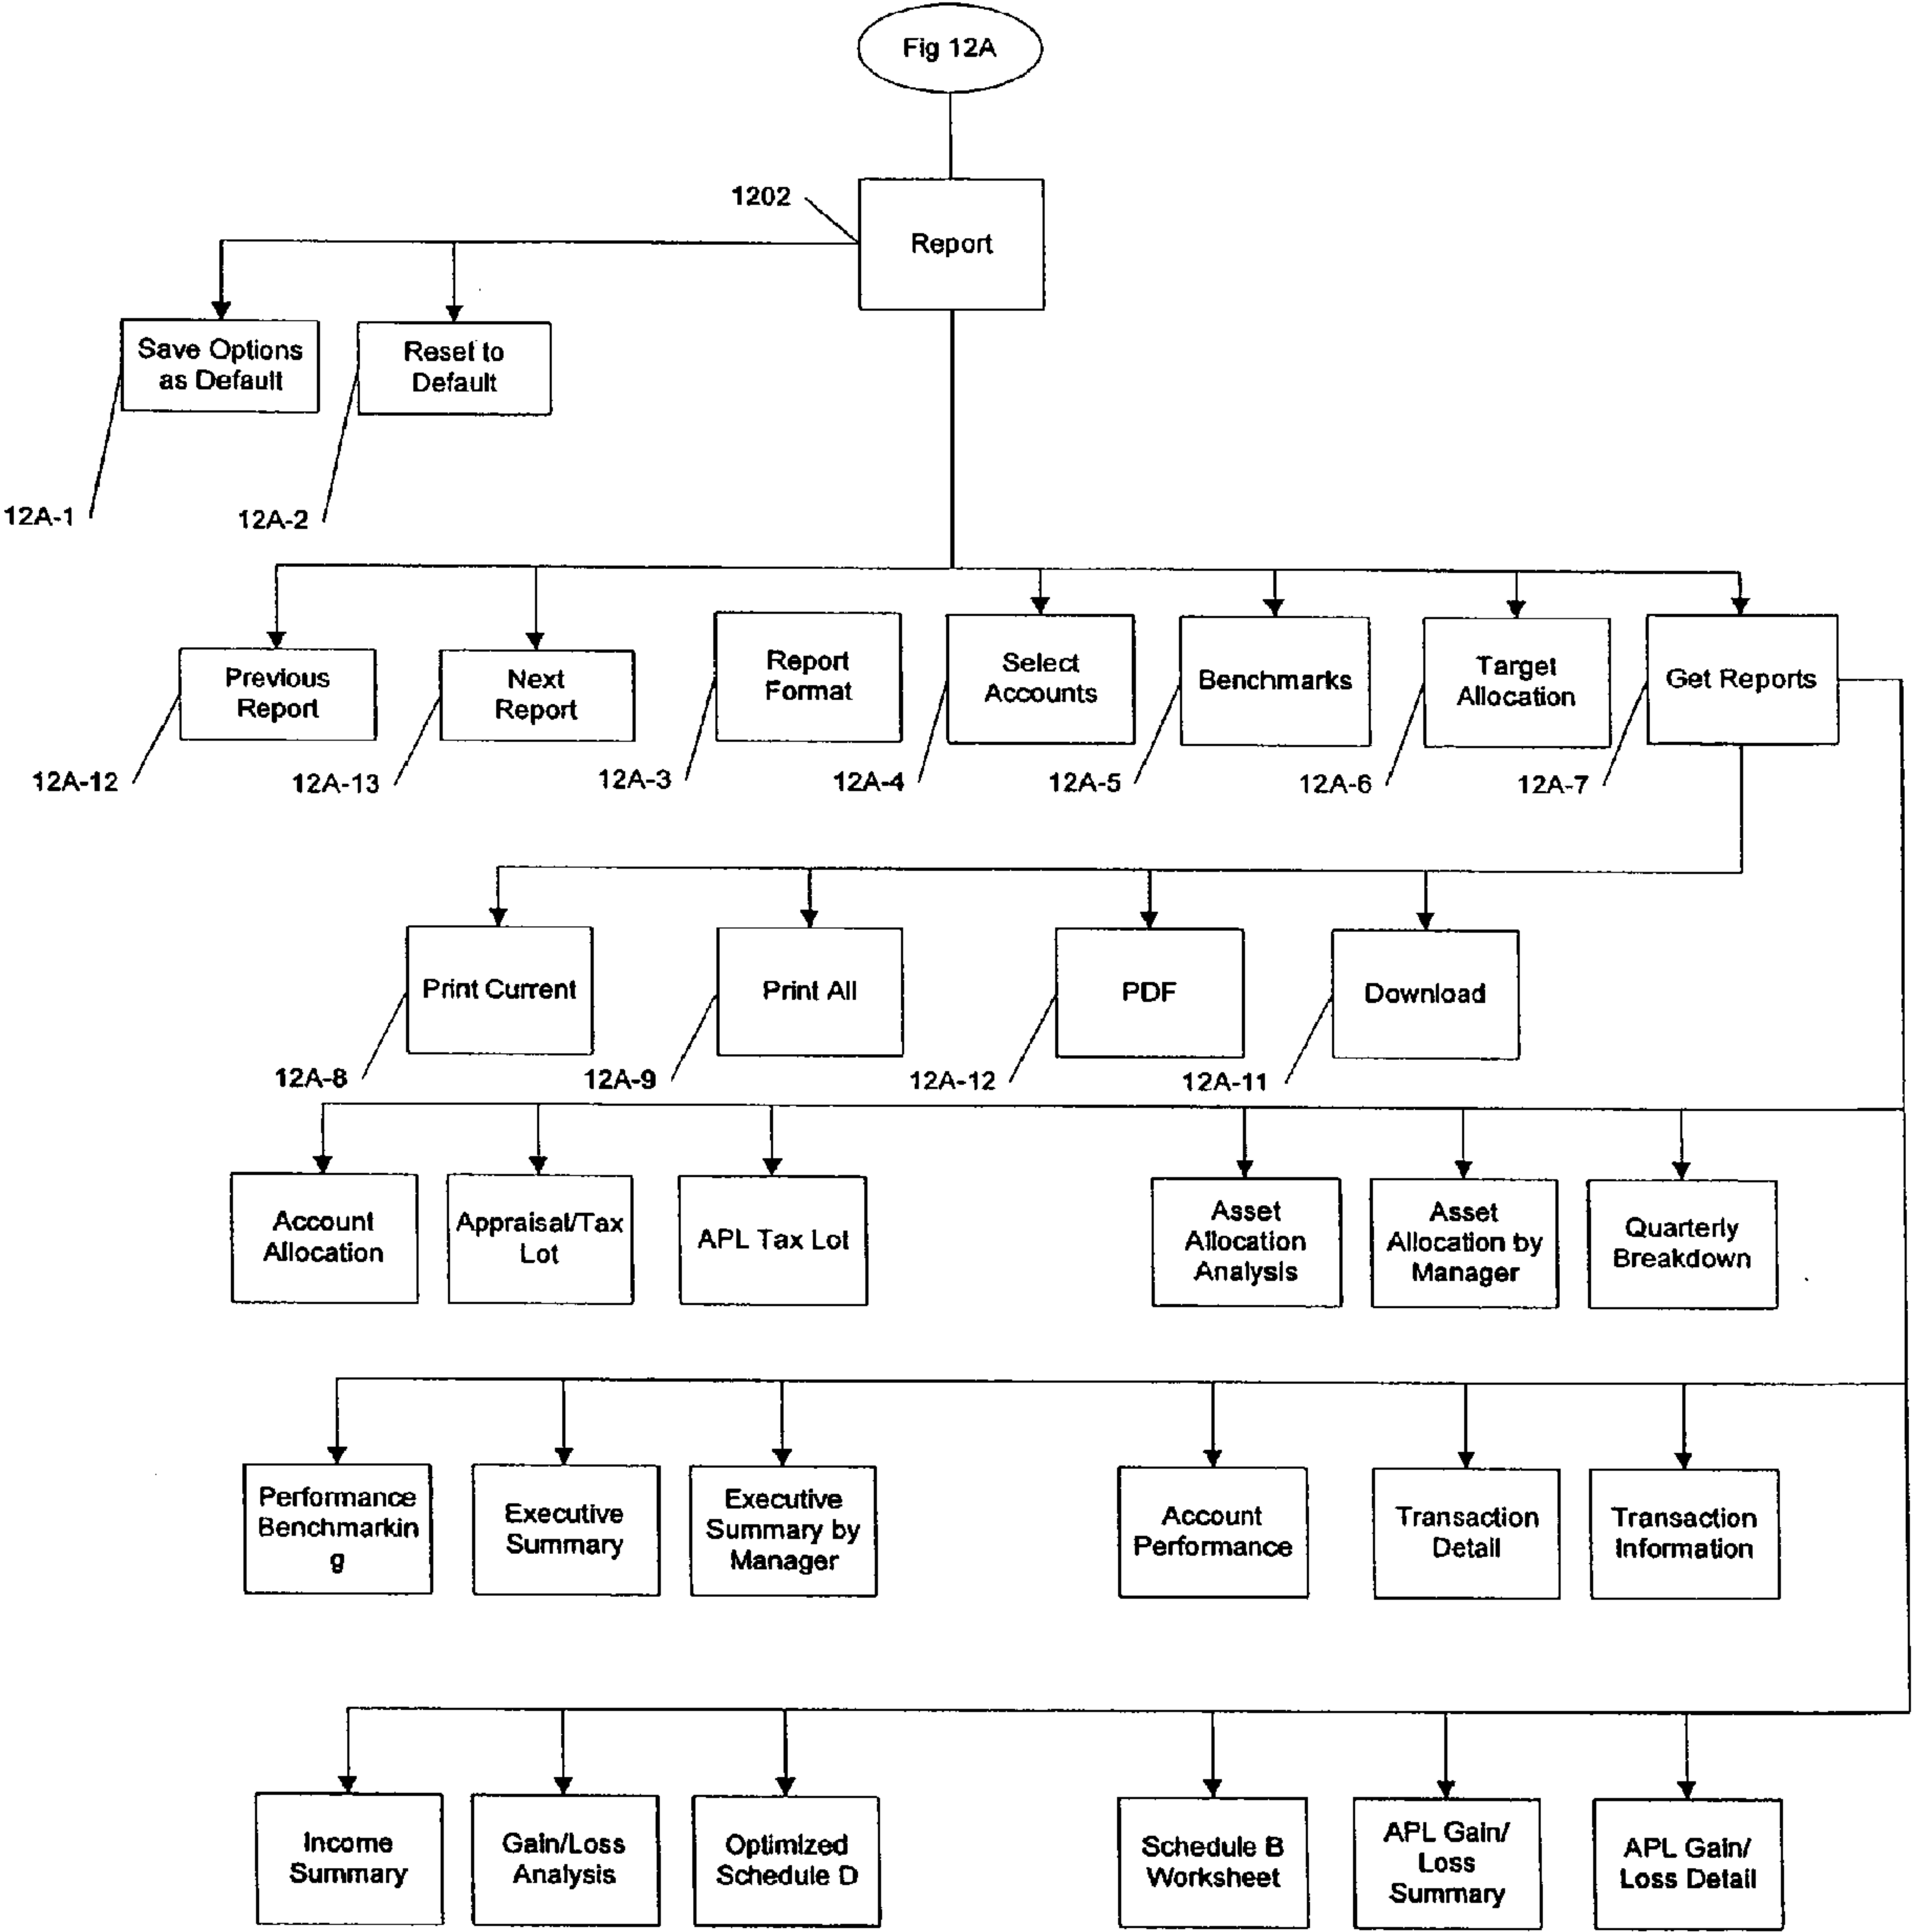 Fig 12A
1202
Report
Save Options
as Default
Reset to
Default
12A-1
12A-2
Previous
Report
Next
Report
Report
Format
Select
Accounts
Benchmarks
Target
Allocation
Get Reports
12A-12
12A-13
12A-3
12A-4
12A-5
12A-6
12A-7
Print Current
Print All
PDF
Download
12A-8
12A-9
12A-12
12A-11
Account
Allocation
Appraisal/Tax
Lot
APL Tax Lot
Asset
Allocation
Analysis
Asset
Allocation by
Manager
Quarterly
Breakdown
Performance
Benchmarkin
g
Executive
Summary
Executive
Summary by
Manager
Account
Performance
Transaction
Detail
Transaction
Information
Income
Summary
Gain/Loss
Analysis
Optimized
Schedule D
Schedule B
Worksheet
APL Gain/
Loss
Summary
APL Gain/
Loss Detail